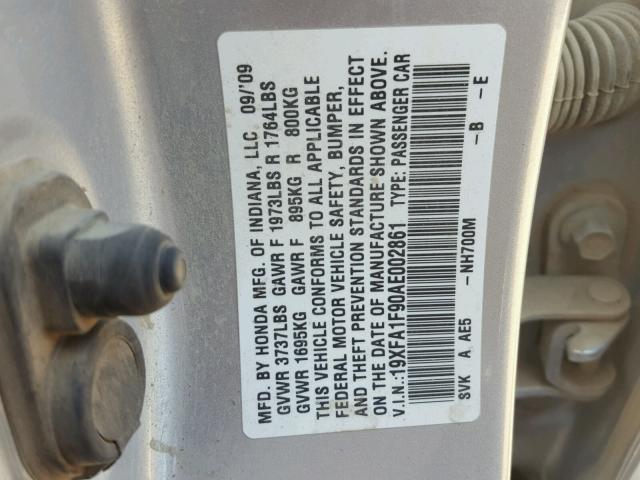 MFD. BY HONDA MFG. OF INDIANA, LLC 09/'09
GVWR 3737LBS GAWR F 1973LBS R 1764LBS
GVWR 1695KG GAWR F 895KG R 800KG
THIS VEHICLE CONFORMS TO ALL APPLICABLE
FEDERAL MOTOR VEHICLE SAFETY, BUMPER,
AND THEFT PREVENTION STANDARDS IN EFFECT
ON THE DATE OF MANUFACTURE SHOWN ABOVE.
V.I.N.:19XFA1F90AE002861 TYPE: PASSENGER CAR
SVK A AE5 -NH700M -B -E